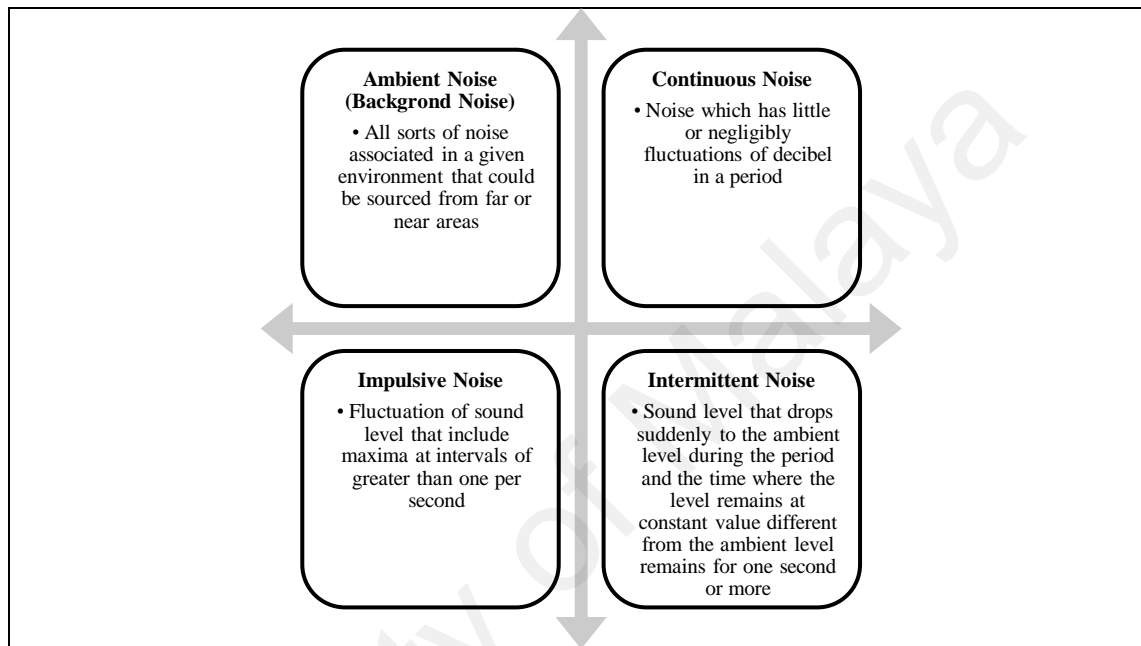 Ambient Noise
(Backgrond Noise)
• All sorts of noise
associated in a given
environment that could
be sourced from far or
near areas
Continuous Noise
• Noise which has little
or negligibly
fluctuations of decibel
in a period
Impulsive Noise
• Fluctuation of sound
level that include
maxima at intervals of
greater than one per
second
Intermittent Noise
• Sound level that drops
suddenly to the ambient
level during the period
and the time where the
level remains at
constant value different
from the ambient level
remains for one second
or more
ty of Malaya